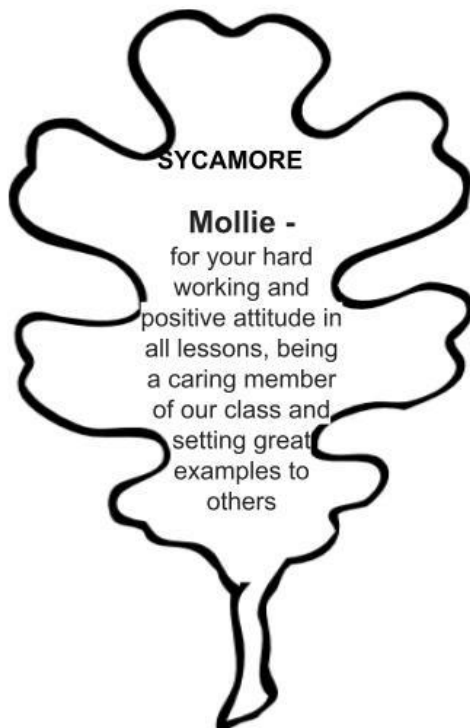 SYCAMORE
Mollie -
for your hard
working and
positive attitude in
all lessons, being
a caring member
of our class and
setting great
examples to
others